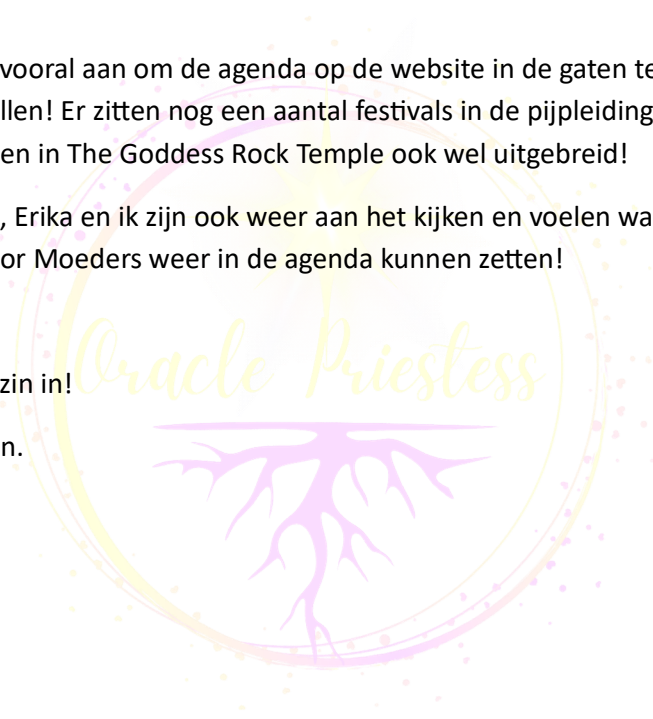 vooral aan om de agenda op de website in de gaten te
llen! Er zitten nog een aantal festivals in de pijpleiding
en in The Goddess Rock Temple ook wel uitgebreid!
, Erika en ik zijn ook weer aan het kijken en voelen wa
or Moeders weer in de agenda kunnen zetten!
Oracle Priestess
zin in!
n.